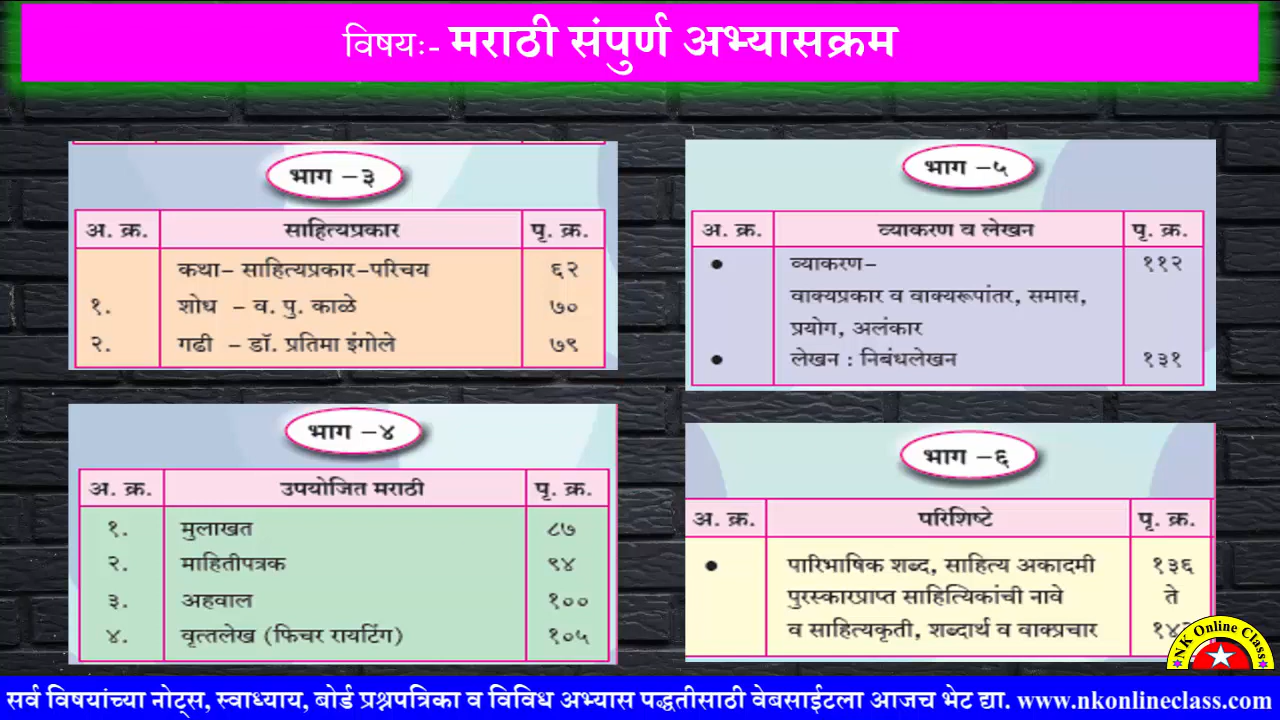 विषयः- मराठी संपुर्ण अभ्यासक्रम
भाग -३
अ. क्र. साहित्यप्रकार पृ. क्र.
कथा- साहित्यप्रकार-परिचय ६२
१. शोध - व. पु. काळे ७०
२. गढी - डॉ. प्रतिमा इंगोले ७९
भाग -४
अ. क्र. उपयोजित मराठी पृ. क्र.
१. मुलाखत ८७
२. माहितीपत्रक ९४
३. अहवाल १००
४. वृत्तलेख (फिचर रायटिंग) १०५
भाग -५
अ. क्र. व्याकरण व लेखन पृ. क्र.
● व्याकरण- ११२
वाक्यप्रकार व वाक्यरूपांतर, समास,
प्रयोग, अलंकार
● लेखन : निबंधलेखन १३१
भाग -६
अ. क्र. परिशिष्टे पृ. क्र.
● पारिभाषिक शब्द, साहित्य अकादमी १३६
पुरस्कारप्राप्त साहित्यिकांची नावे ते
व साहित्यकृती, शब्दार्थ व वाक्प्रचार
NK Online Class
सर्व विषयांच्या नोट्स, स्वाध्याय, बोर्ड प्रश्नपत्रिका व विविध अभ्यास पद्धतीसाठी वेबसाईटला आजच भेट द्या. www.nkonlineclass.com